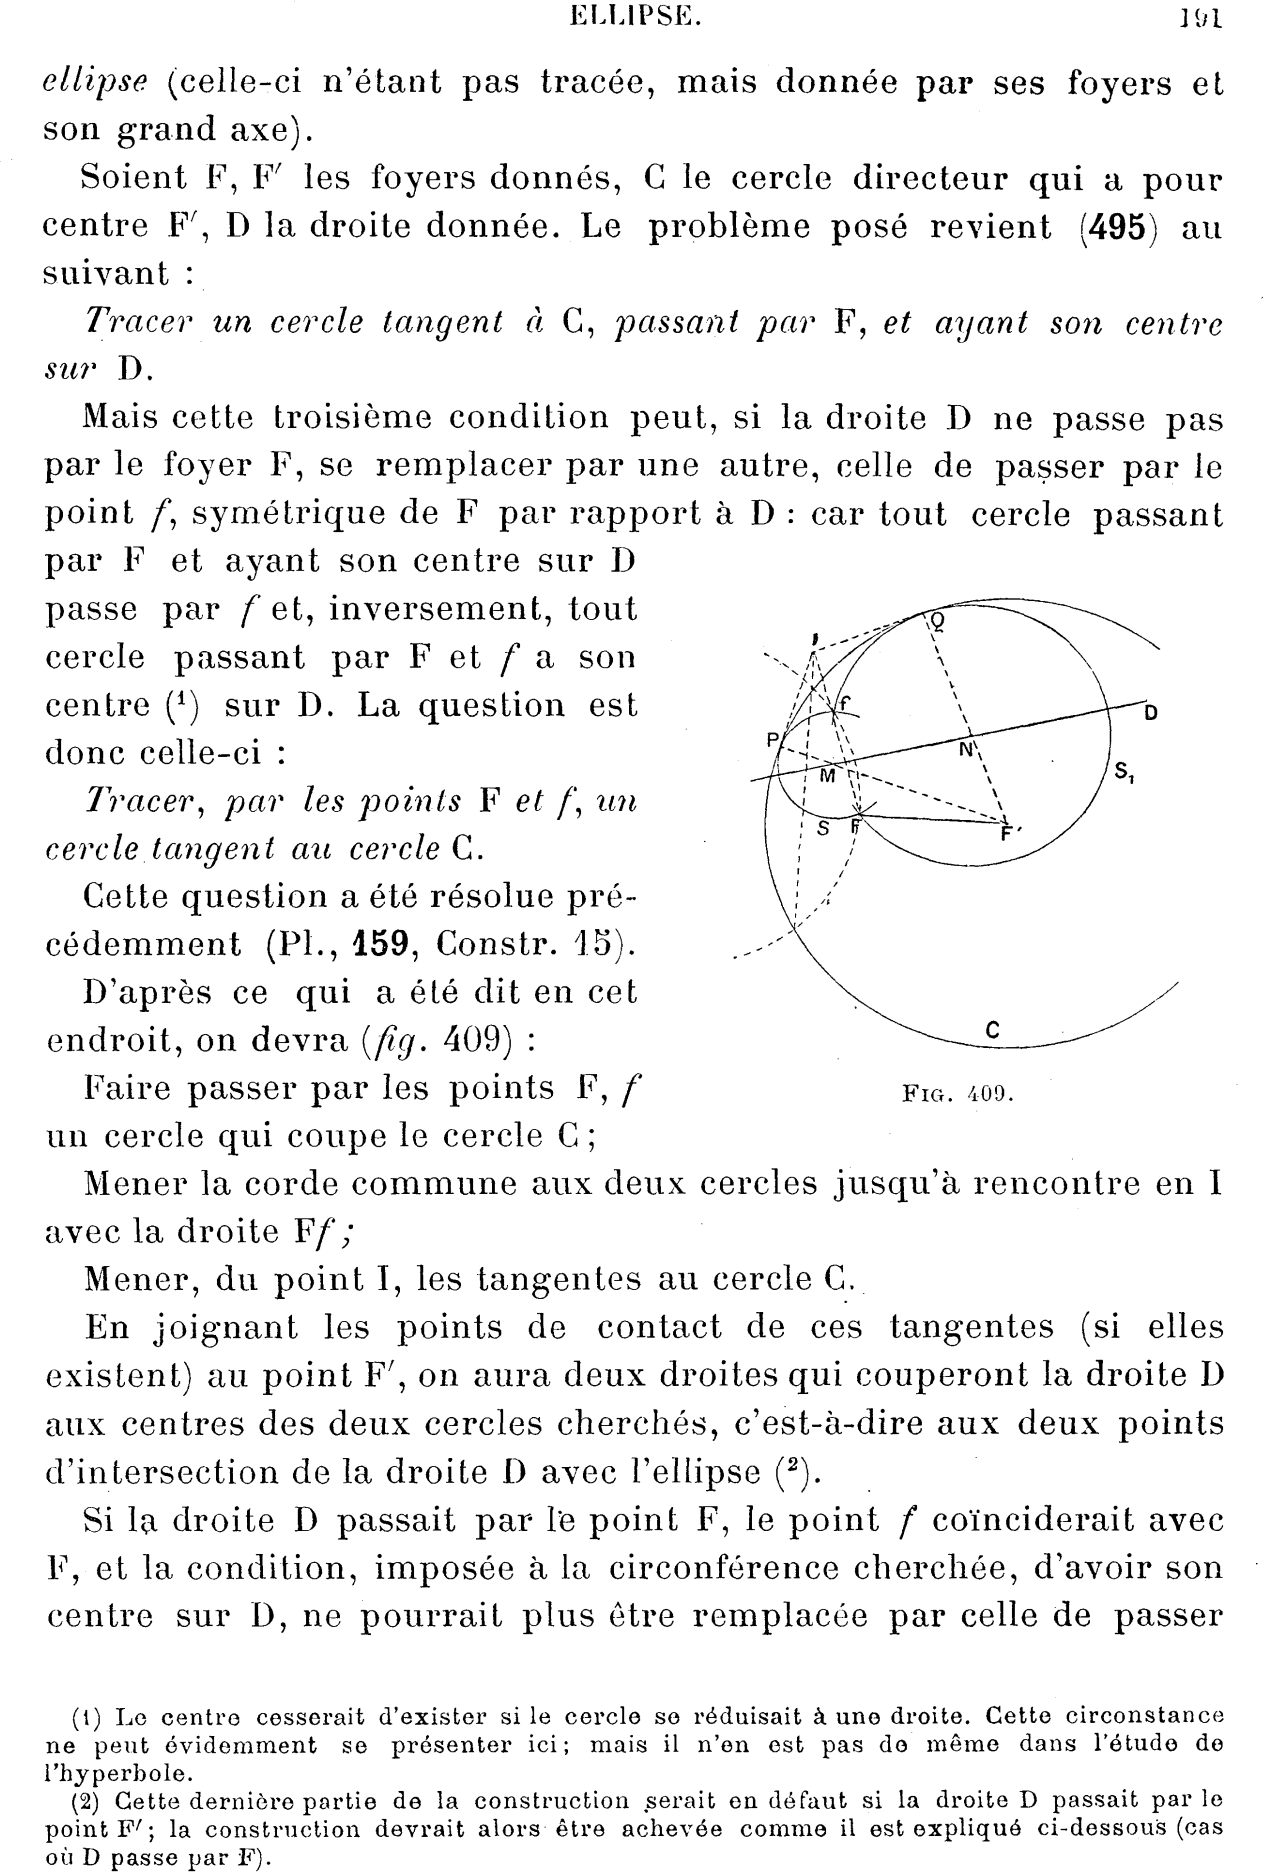 ELLIPSE.
191
ellipse (celle-ci n'étant pas tracée, mais donnée par ses foyers et
son grand axe).
Soient F, F′ les foyers donnés, C le cercle directeur qui a pour
centre F′, D la droite donnée. Le problème posé revient (495) au
suivant :
Tracer un cercle tangent à C, passant par F, et ayant son centre
sur D.
Mais cette troisième condition peut, si la droite D ne passe pas
par le foyer F, se remplacer par une autre, celle de passer par le
point f, symétrique de F par rapport à D : car tout cercle passant
par F et ayant son centre sur D
passe par f et, inversement, tout
cercle passant par F et f a son
centre (¹) sur D. La question est
donc celle-ci :
Tracer, par les points F et f, un
cercle tangent au cercle C.
Cette question a été résolue pré-
cédemment (Pl., 159, Constr. 15).
D'après ce qui a été dit en cet
endroit, on devra (fig. 409) :
Faire passer par les points F, f
un cercle qui coupe le cercle C ;
I
Q
f
D
P
N
M
S₁
S
F
F′
C
FIG. 409.
Mener la corde commune aux deux cercles jusqu'à rencontre en I
avec la droite Ff ;
Mener, du point I, les tangentes au cercle C.
En joignant les points de contact de ces tangentes (si elles
existent) au point F′, on aura deux droites qui couperont la droite D
aux centres des deux cercles cherchés, c'est-à-dire aux deux points
d'intersection de la droite D avec l'ellipse (²).
Si la droite D passait par le point F, le point f coïnciderait avec
F, et la condition, imposée à la circonférence cherchée, d'avoir son
centre sur D, ne pourrait plus être remplacée par celle de passer
(1) Le centre cesserait d'exister si le cercle se réduisait à une droite. Cette circonstance
ne peut évidemment se présenter ici ; mais il n'en est pas de même dans l'étude de
l'hyperbole.
(2) Cette dernière partie de la construction serait en défaut si la droite D passait par le
point F′ ; la construction devrait alors être achevée comme il est expliqué ci-dessous (cas
où D passe par F).